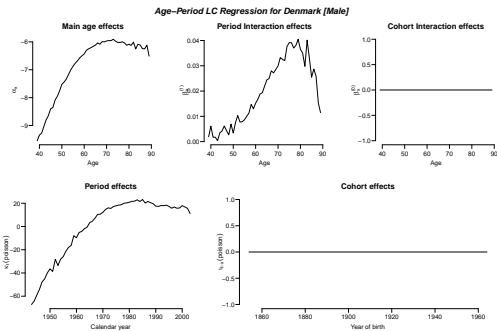 Age–Period LC Regression for Denmark [Male]
Main age effects
Period Interaction effects
Cohort Interaction effects
−6
−7
−8
−9
αx
40 50 60 70 80 90
Age
0.04
0.03
0.02
0.01
0.00
βx(1)
40 50 60 70 80 90
Age
1.0
0.5
0.0
−0.5
−1.0
βx(0)
40 50 60 70 80 90
Age
Period effects
Cohort effects
20
0
−20
−40
−60
κt (poisson)
1950 1960 1970 1980 1990 2000
Calendar year
1.0
0.5
0.0
−0.5
−1.0
ιt−x (poisson)
1860 1880 1900 1920 1940 1960
Year of birth